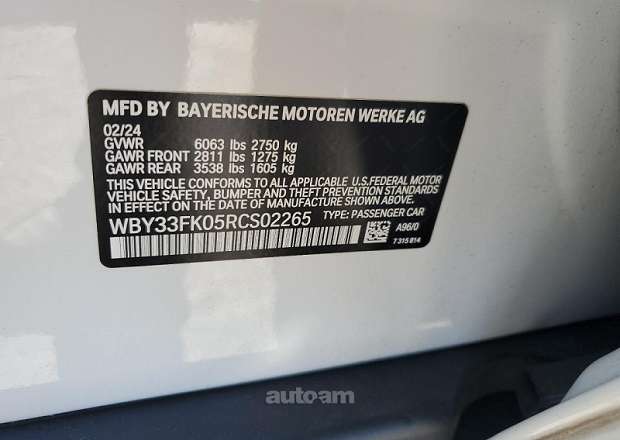 MFD BY BAYERISCHE MOTOREN WERKE AG
02/24
GVWR 6063 lbs 2750 kg
GAWR FRONT 2811 lbs 1275 kg
GAWR REAR 3538 lbs 1605 kg
THIS VEHICLE CONFORMS TO ALL APPLICABLE U.S.FEDERAL MOTOR
VEHICLE SAFETY, BUMPER AND THEFT PREVENTION STANDARDS
IN EFFECT ON THE DATE OF MANUFACTURE SHOWN ABOVE.
WBY33FK05RCS02265 TYPE: PASSENGER CAR
A96/0
7 315 814
autoam